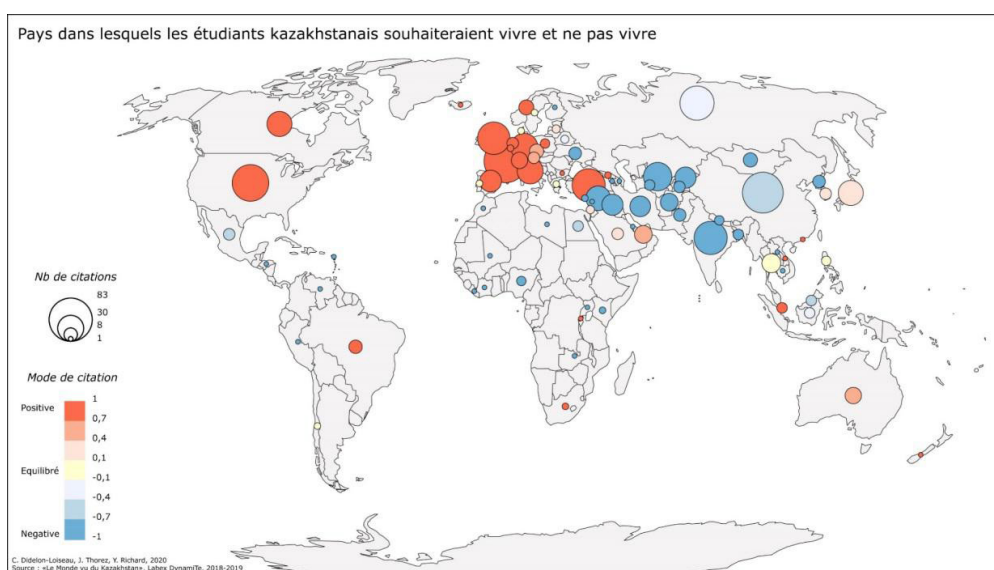 Pays dans lesquels les étudiants kazakhstanais souhaiteraient vivre et ne pas vivre
Nb de citations
83
30
8
1
Mode de citation
Positive
1
0,7
0,4
0,1
Equilibré
-0,1
-0,4
-0,7
Negative
-1
C. Didelon-Loiseau, J. Thorez, Y. Richard, 2020
Source : «Le Monde vu du Kazakhstan», Labex DynamiTe, 2018-2019